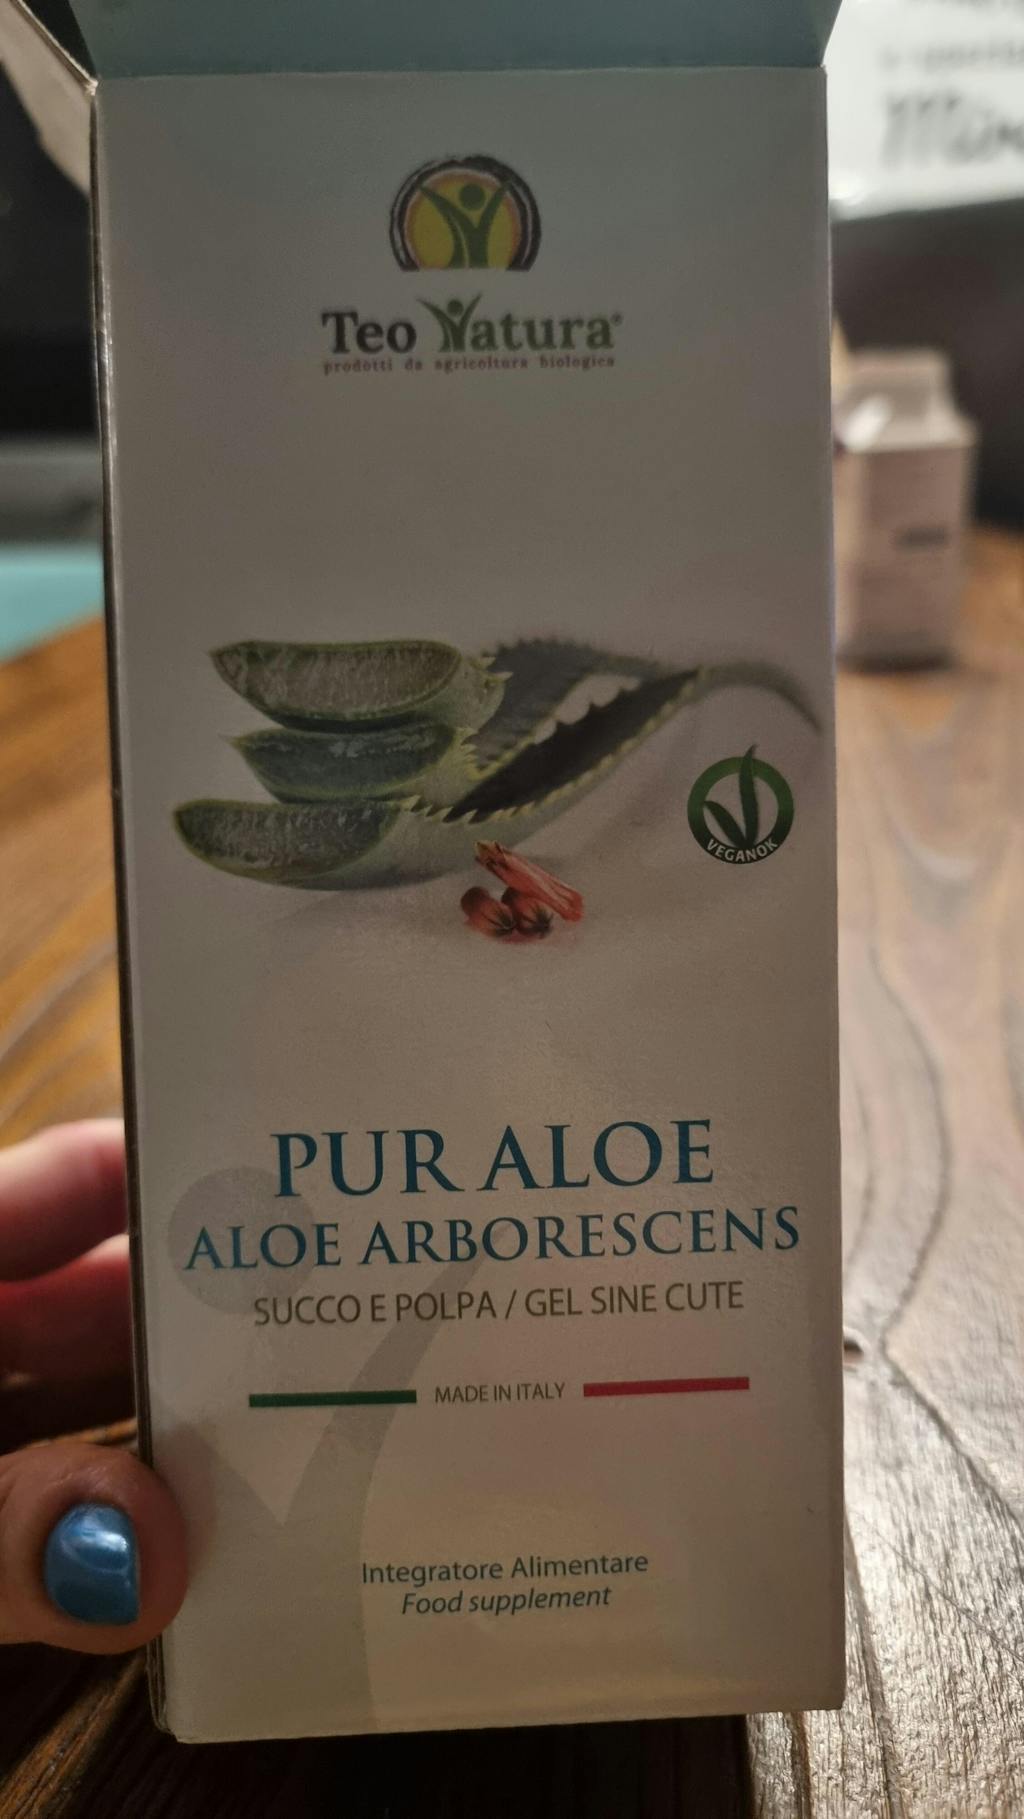 Teo Natura®
prodotti da agricoltura biologica
VEGANOK
PUR ALOE
ALOE ARBORESCENS
SUCCO E POLPA / GEL SINE CUTE
MADE IN ITALY
Integratore Alimentare
Food supplement